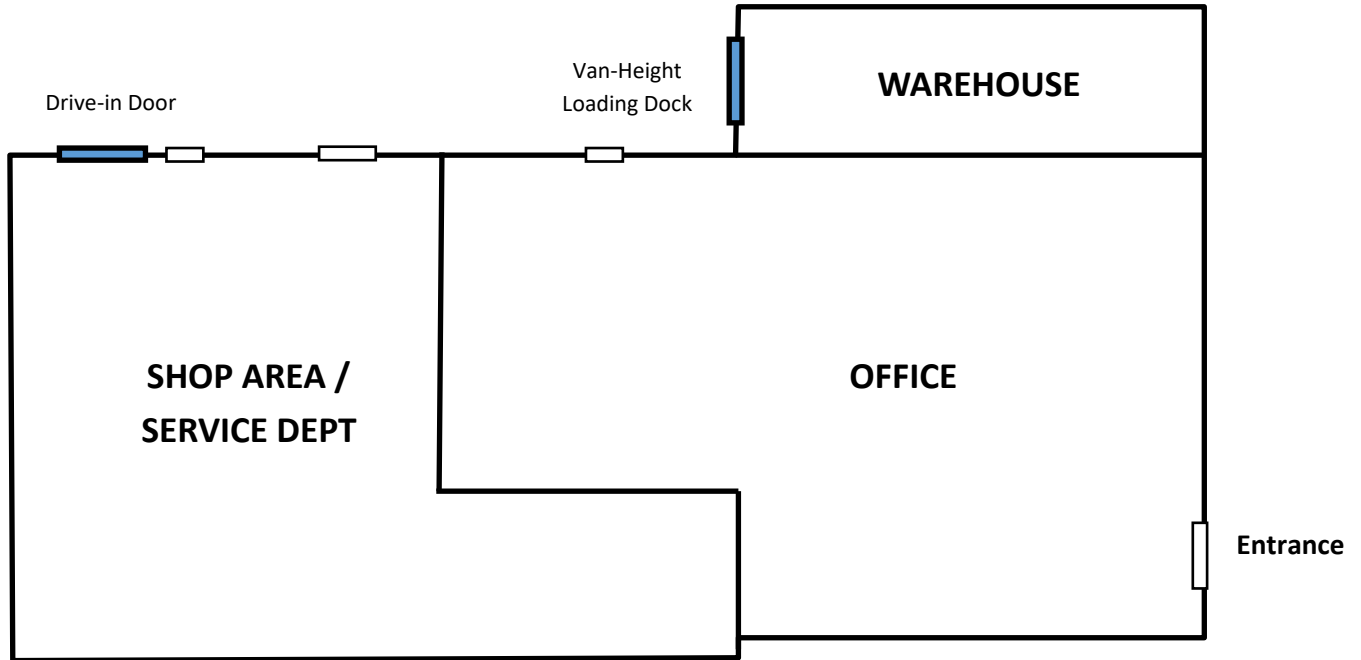 WAREHOUSE
Van-Height
Loading Dock
Drive-in Door
SHOP AREA /
SERVICE DEPT
OFFICE
Entrance